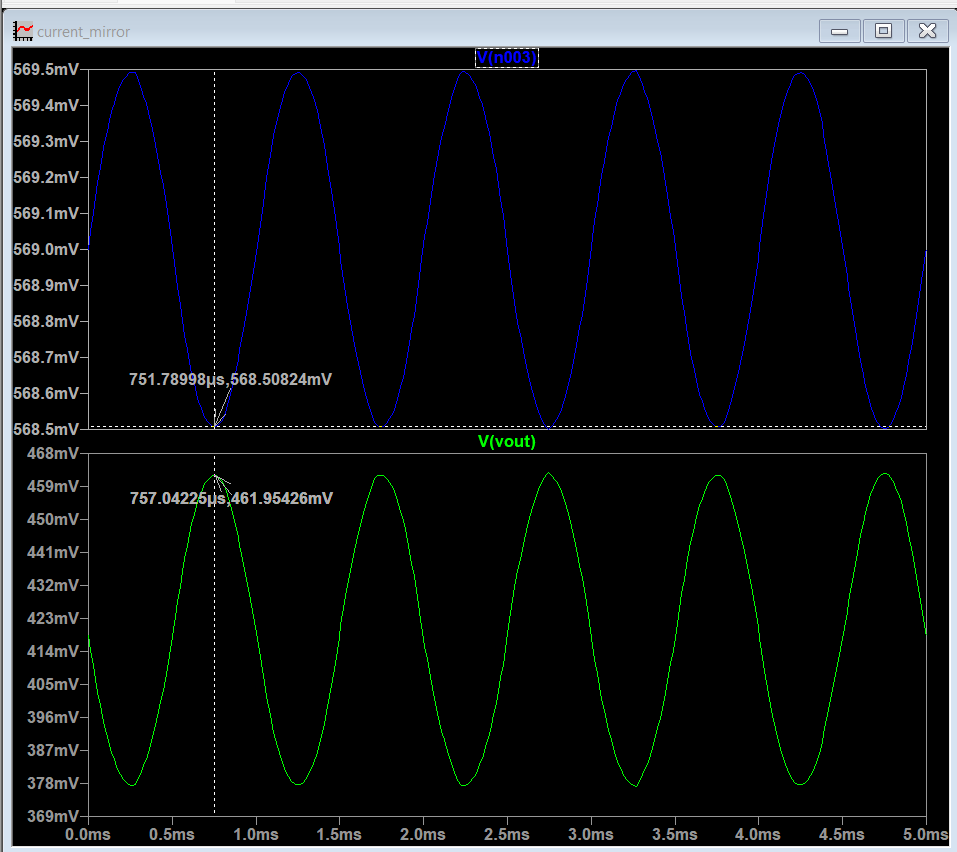 current_mirror
V(n003)
569.5mV
569.4mV
569.3mV
569.2mV
569.1mV
569.0mV
568.9mV
568.8mV
568.7mV
568.6mV
568.5mV
751.78998µs,568.50824mV
V(vout)
468mV
459mV
450mV
441mV
432mV
423mV
414mV
405mV
396mV
387mV
378mV
369mV
757.04225µs,461.95426mV
0.0ms 0.5ms 1.0ms 1.5ms 2.0ms 2.5ms 3.0ms 3.5ms 4.0ms 4.5ms 5.0ms